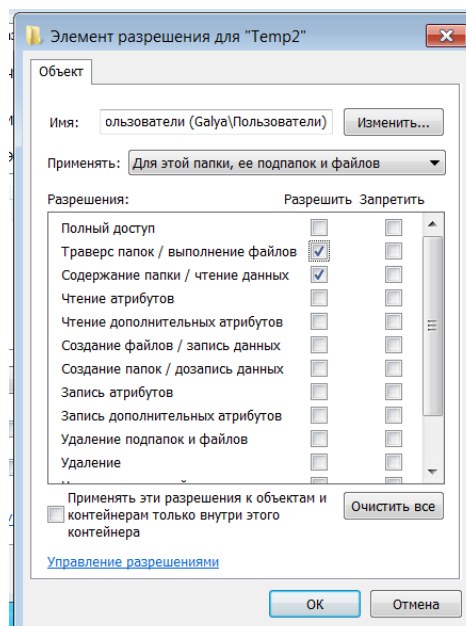 Элемент разрешения для "Temp2"
Объект
Имя: ользователи (Galya\Пользователи) Изменить...
Применять: Для этой папки, ее подпапок и файлов
Разрешения: Разрешить Запретить
Полный доступ
Траверс папок / выполнение файлов
Содержание папки / чтение данных
Чтение атрибутов
Чтение дополнительных атрибутов
Создание файлов / запись данных
Создание папок / дозапись данных
Запись атрибутов
Запись дополнительных атрибутов
Удаление подпапок и файлов
Удаление
Применять эти разрешения к объектам и
контейнерам только внутри этого
контейнера
Очистить все
Управление разрешениями
ОК Отмена